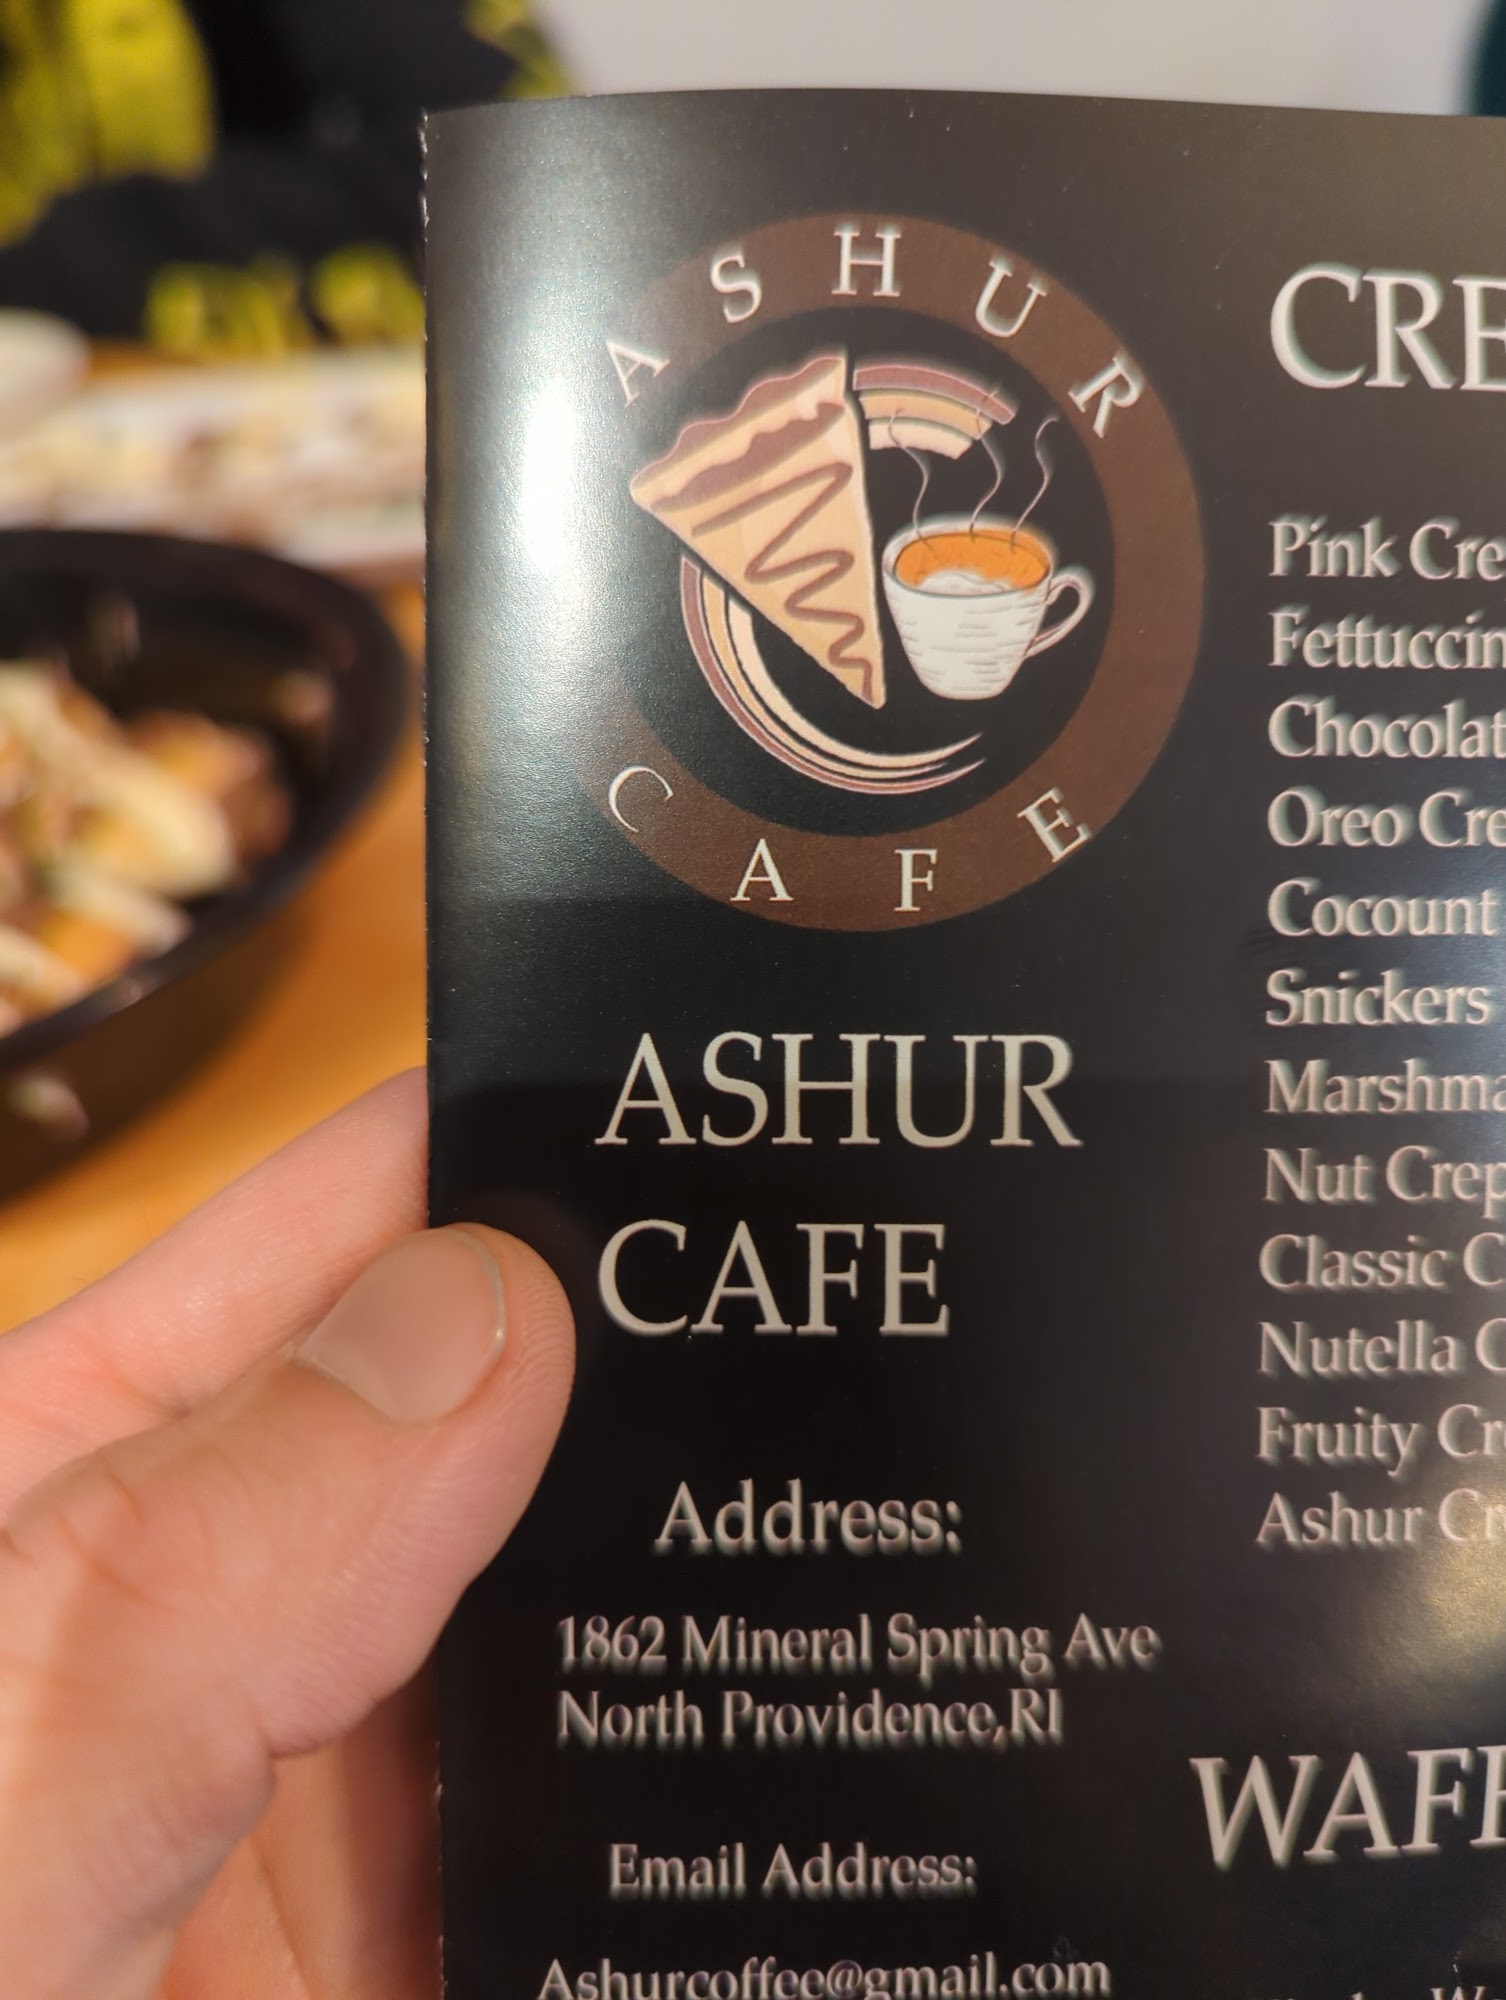 ASHUR
CAFE
ASHUR
CAFE
Address:
1862 Mineral Spring Ave
North Providence,RI
Email Address:
Ashurcoffee@gmail.com
CRE
Pink Cre
Fettuccin
Chocolat
Oreo Cre
Cocount
Snickers
Marshma
Nut Crep
Classic C
Nutella C
Fruity Cr
Ashur Cr
WAFF